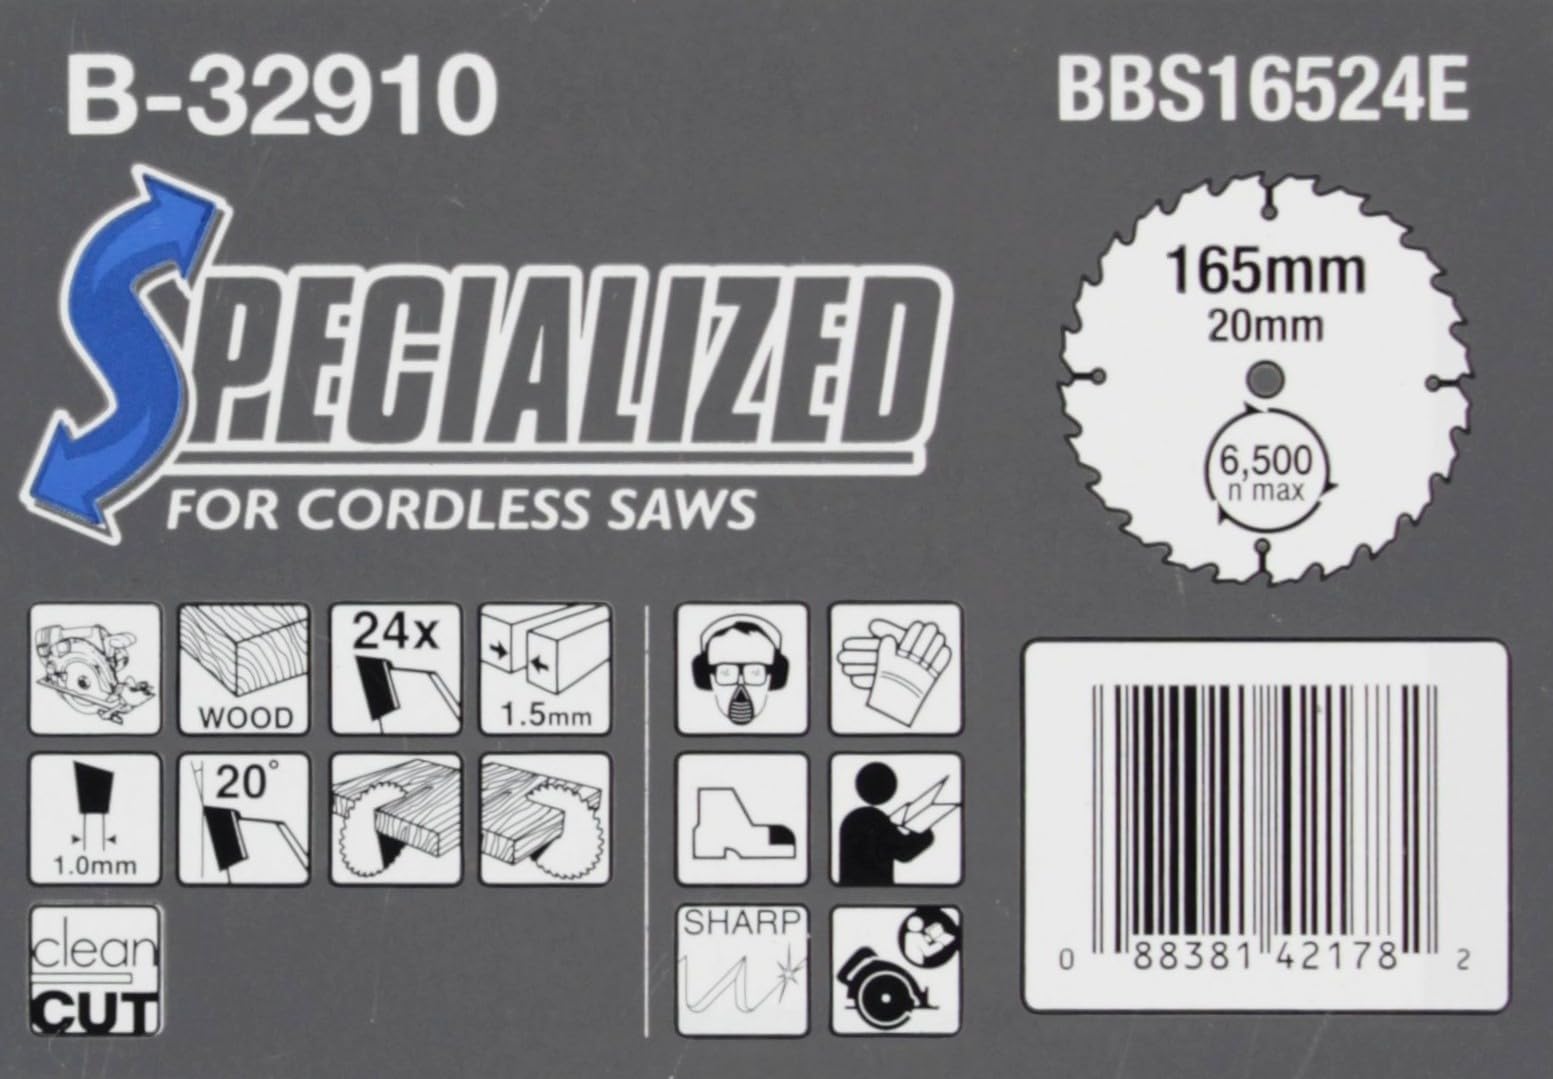 B-32910
BBS16524E
SPECIALIZED
FOR CORDLESS SAWS
165mm
20mm
6,500
n max
WOOD
24x
1.5mm
1.0mm
20°
clean
CUT
SHARP
0 88381 42178 2